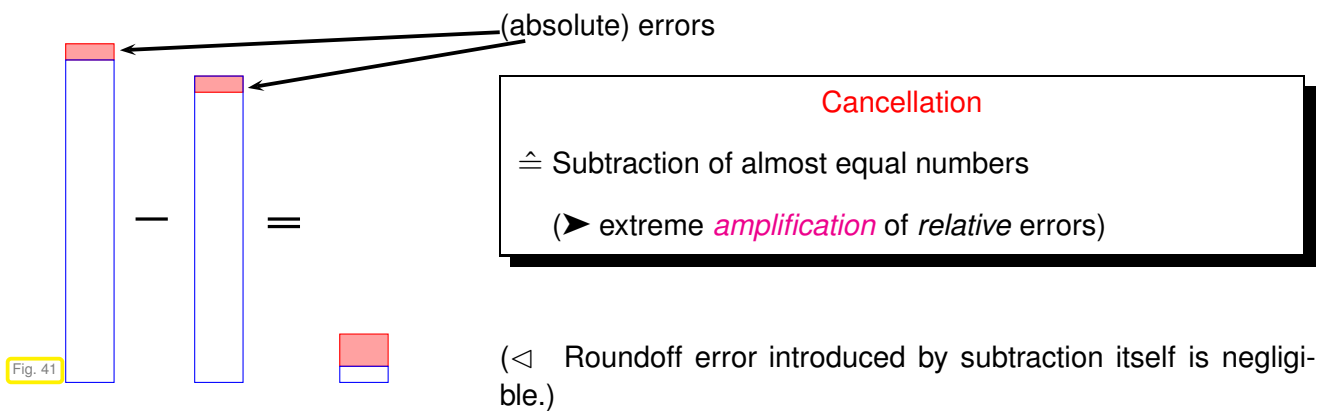 (absolute) errors
Cancellation
≙ Subtraction of almost equal numbers
(➤ extreme amplification of relative errors)
− =
Fig. 41
(◁ Roundoff error introduced by subtraction itself is negligi-
ble.)